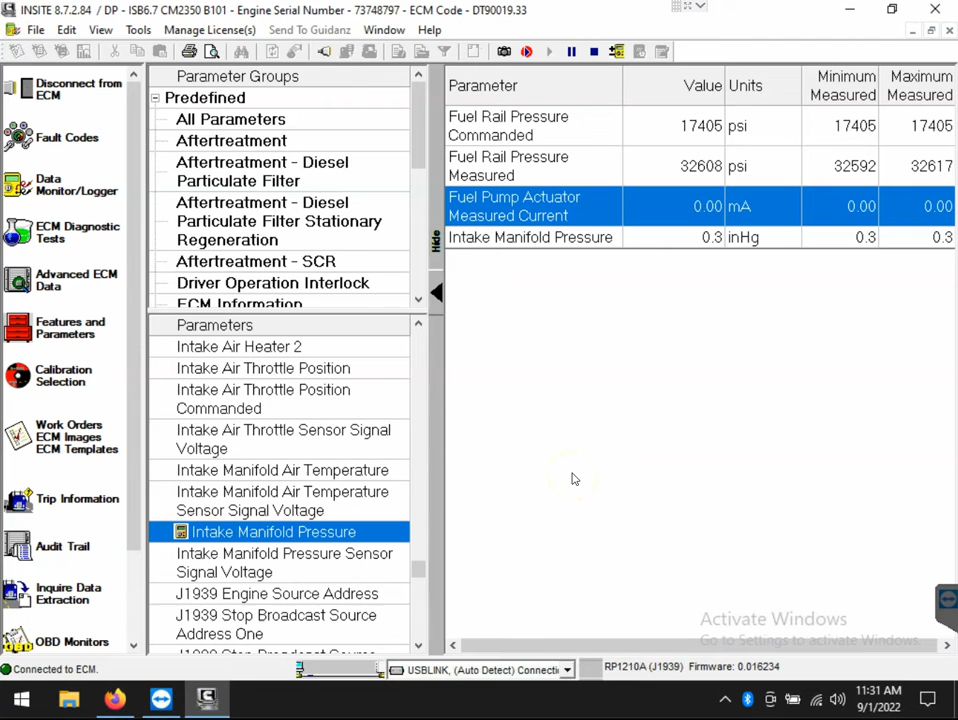 INSITE 8.7.2.84 / DP - ISB6.7 CM2350 B101 - Engine Serial Number - 73748797 - ECM Code - DT90019.33
File Edit View Tools Manage License(s) Send To Guidanz Window Help
Disconnect from
ECM
Fault Codes
Data
Monitor/Logger
ECM Diagnostic
Tests
Advanced ECM
Data
Features and
Parameters
Calibration
Selection
Work Orders
ECM Images
ECM Templates
Trip Information
Audit Trail
Inquire Data
Extraction
OBD Monitors
Parameter Groups
Predefined
All Parameters
Aftertreatment
Aftertreatment - Diesel
Particulate Filter
Aftertreatment - Diesel
Particulate Filter Stationary
Regeneration
Aftertreatment - SCR
Driver Operation Interlock
ECM Information
Parameters
Intake Air Heater 2
Intake Air Throttle Position
Intake Air Throttle Position
Commanded
Intake Air Throttle Sensor Signal
Voltage
Intake Manifold Air Temperature
Intake Manifold Air Temperature
Sensor Signal Voltage
Intake Manifold Pressure
Intake Manifold Pressure Sensor
Signal Voltage
J1939 Engine Source Address
J1939 Stop Broadcast Source
Address One
J1939 Stop Broadcast Source
Hide
Parameter Value Units Minimum Measured Maximum Measured
Fuel Rail Pressure
Commanded 17405 psi 17405 17405
Fuel Rail Pressure
Measured 32608 psi 32592 32617
Fuel Pump Actuator
Measured Current 0.00 mA 0.00 0.00
Intake Manifold Pressure 0.3 inHg 0.3 0.3
Activate Windows
Go to Settings to activate Windows.
Connected to ECM.
USBLINK, (Auto Detect) Connecti
RP1210A (J1939) Firmware: 0.016234
11:31 AM
9/1/2022